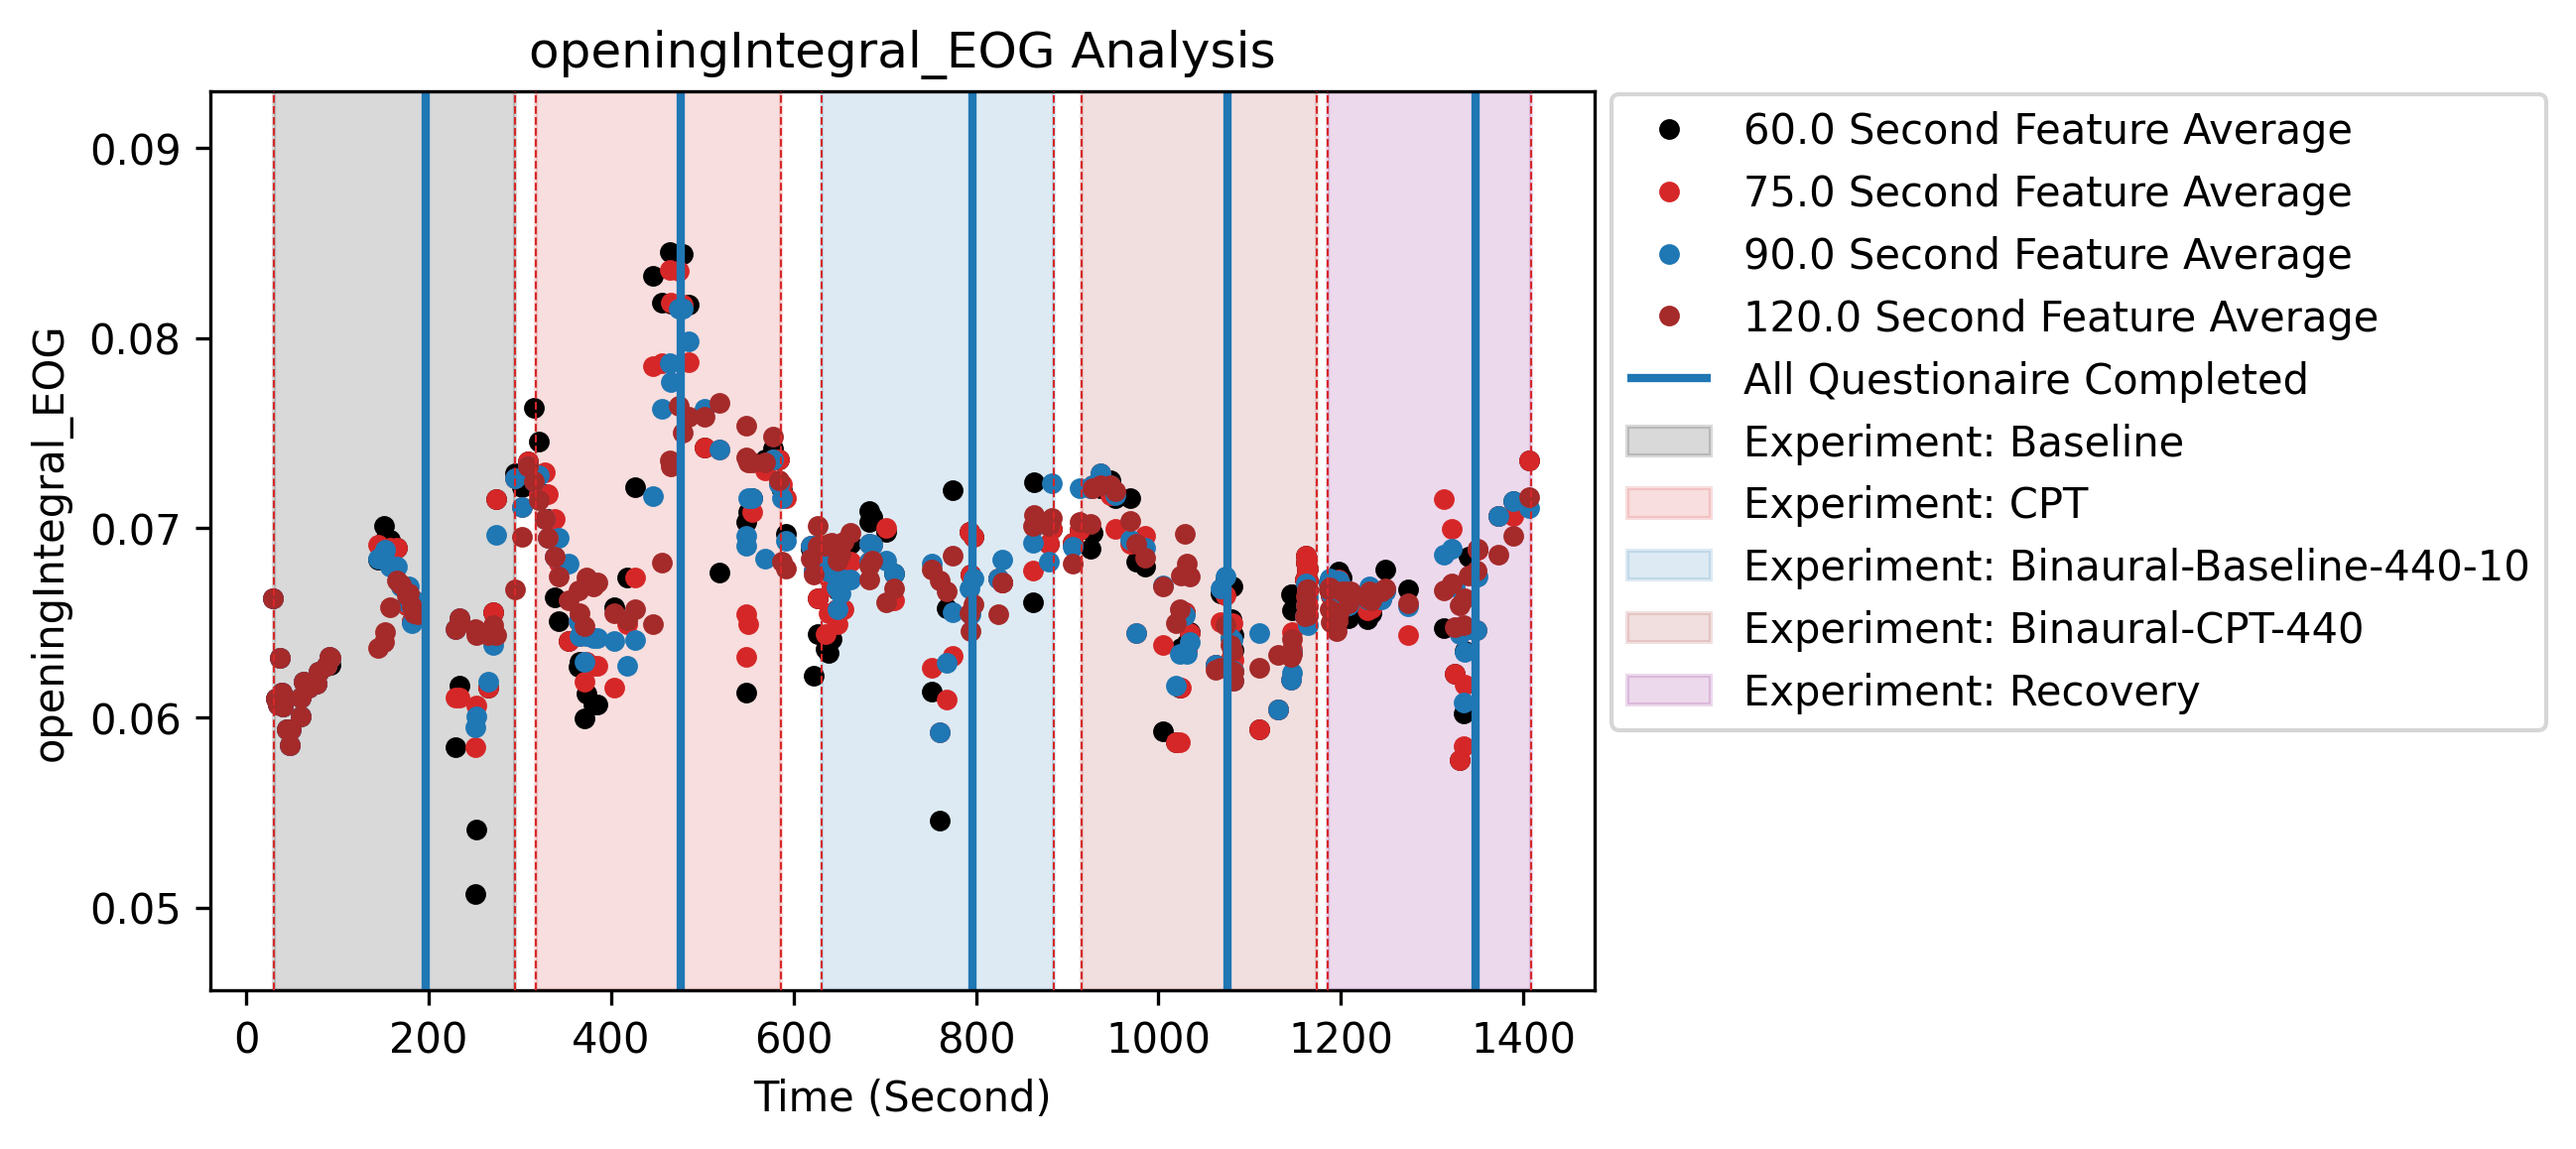 openingIntegral_EOG Analysis
openingIntegral_EOG
0.09
0.08
0.07
0.06
0.05
0
200
400
600
800
1000
1200
1400
Time (Second)
60.0 Second Feature Average
75.0 Second Feature Average
90.0 Second Feature Average
120.0 Second Feature Average
All Questionaire Completed
Experiment: Baseline
Experiment: CPT
Experiment: Binaural-Baseline-440-10
Experiment: Binaural-CPT-440
Experiment: Recovery